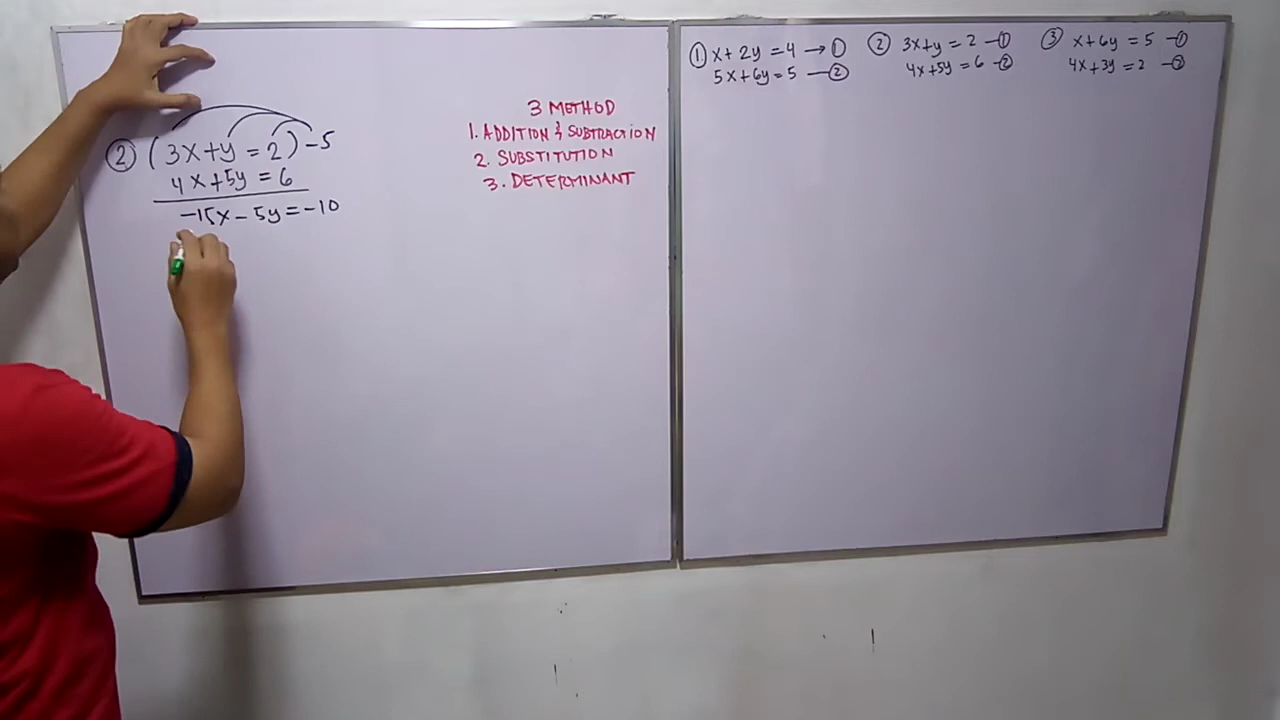 ② (3x+y = 2) -5
4x+5y = 6
-15x - 5y = -10
3 METHOD
1. ADDITION & SUBTRACTION
2. SUBSTITUTION
3. DETERMINANT
① x + 2y = 4 → ①
5x + 6y = 5 — ②
② 3x+y = 2 — ①
4x+5y = 6 — ②
③ x+6y = 5 — ①
4x+3y = 2 — ②